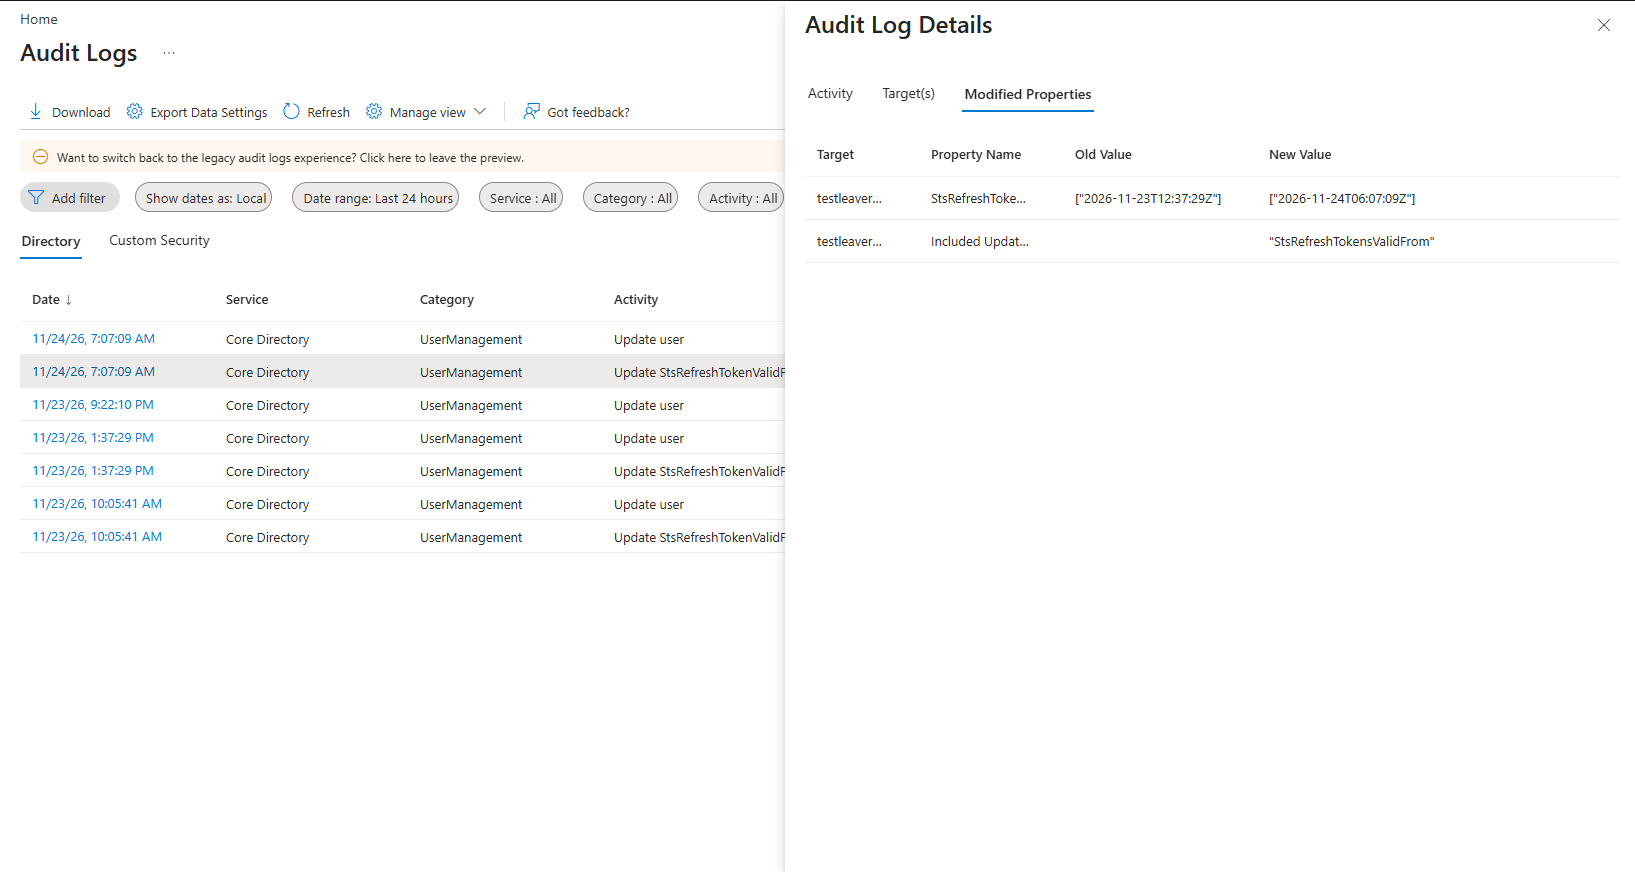 Home
Audit Logs ...
Download Export Data Settings Refresh Manage view Got feedback?
Want to switch back to the legacy audit logs experience? Click here to leave the preview.
Add filter Show dates as: Local Date range: Last 24 hours Service : All Category : All Activity : All
Directory Custom Security
Date ↓ Service Category Activity
11/24/26, 7:07:09 AM Core Directory UserManagement Update user
11/24/26, 7:07:09 AM Core Directory UserManagement Update StsRefreshTokenValidF
11/23/26, 9:22:10 PM Core Directory UserManagement Update user
11/23/26, 1:37:29 PM Core Directory UserManagement Update user
11/23/26, 1:37:29 PM Core Directory UserManagement Update StsRefreshTokenValidF
11/23/26, 10:05:41 AM Core Directory UserManagement Update user
11/23/26, 10:05:41 AM Core Directory UserManagement Update StsRefreshTokenValidF
Audit Log Details
Activity Target(s) Modified Properties
Target Property Name Old Value New Value
testleaver... StsRefreshToke... ["2026-11-23T12:37:29Z"] ["2026-11-24T06:07:09Z"]
testleaver... Included Updat... "StsRefreshTokensValidFrom"